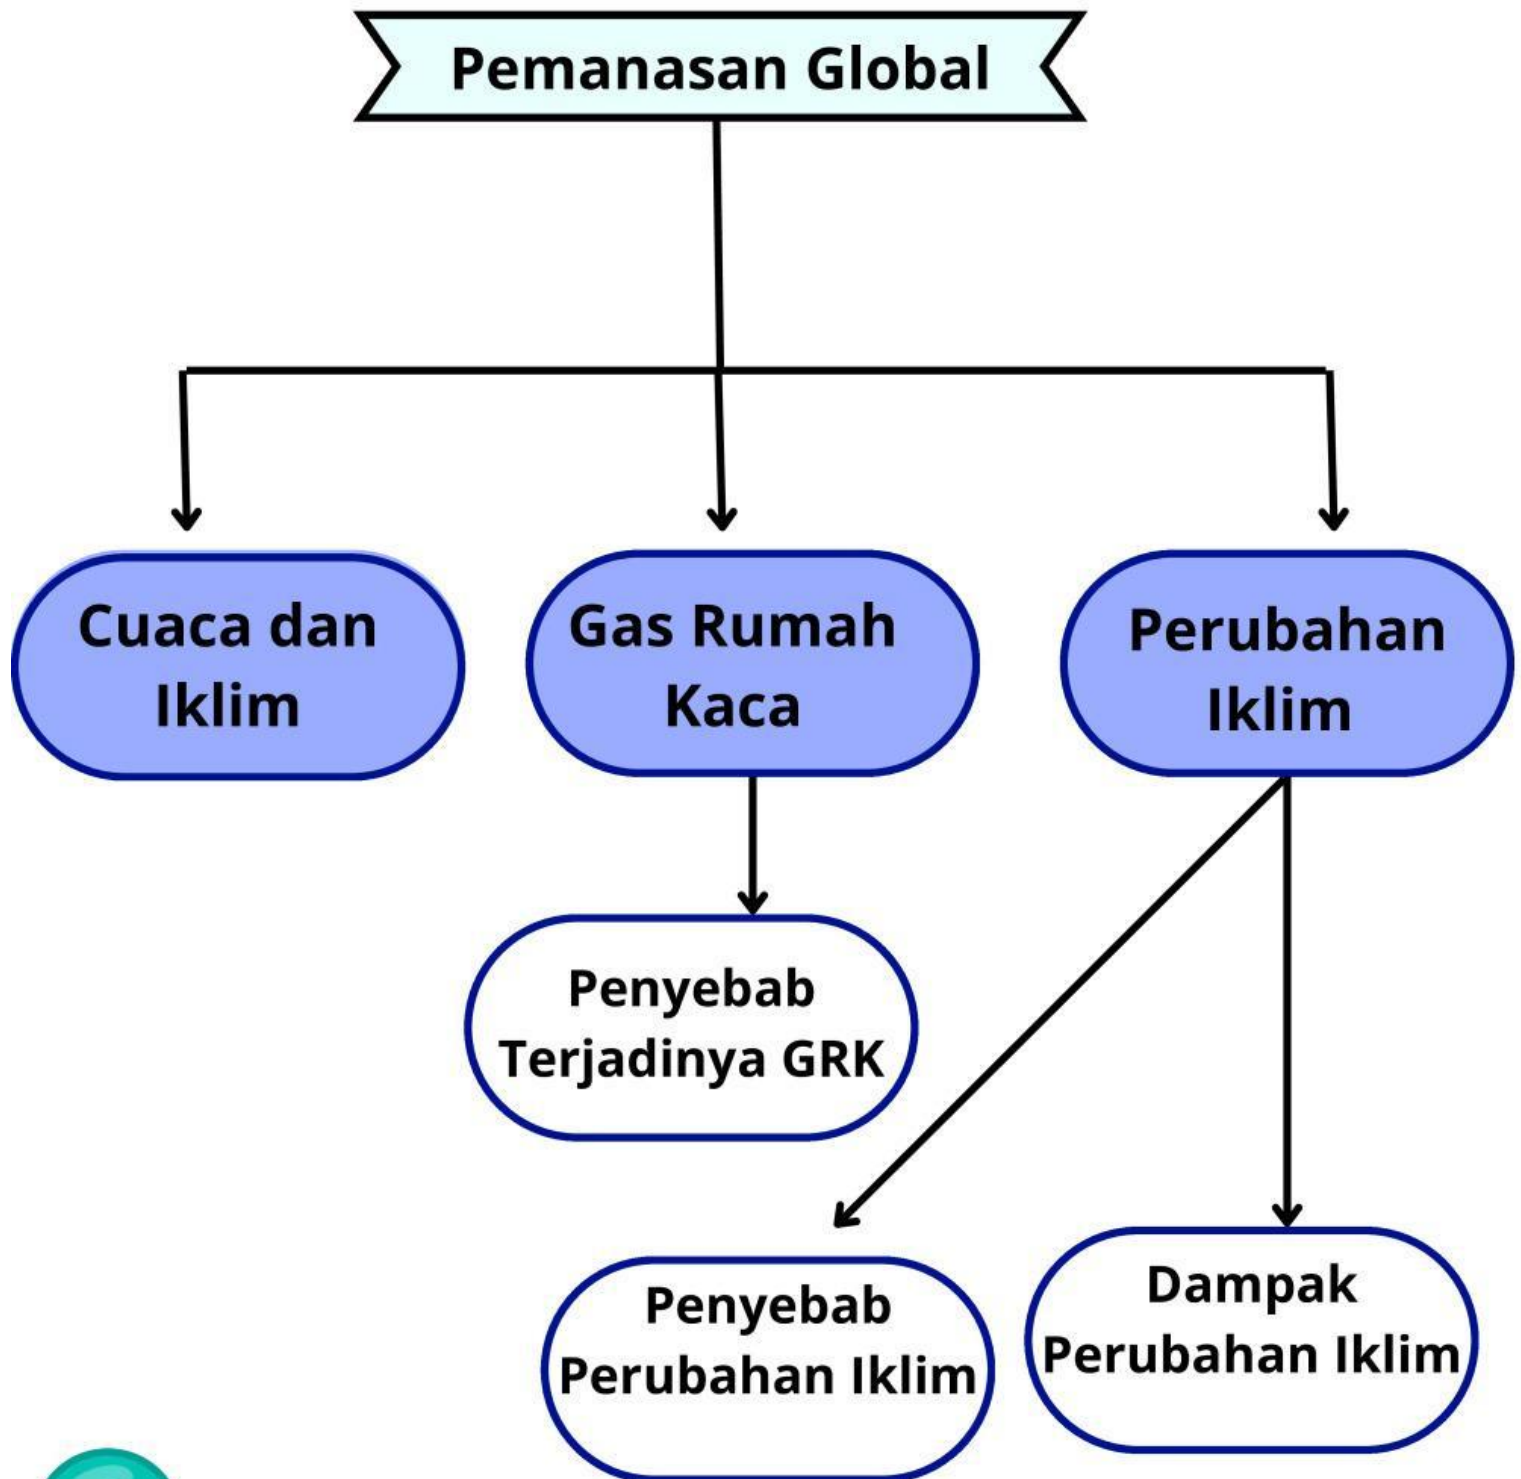 Pemanasan Global
Cuaca dan
Iklim
Gas Rumah
Kaca
Perubahan
Iklim
Penyebab
Terjadinya GRK
Penyebab
Perubahan Iklim
Dampak
Perubahan Iklim